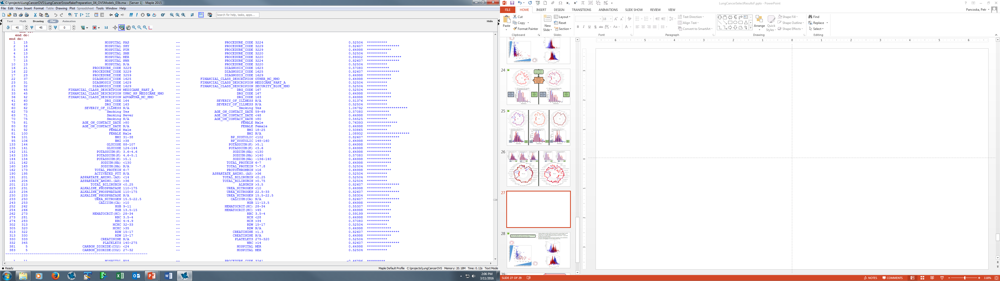 C:\projects\LungCancerOVS\LungCancerSnowflakePreparation_04_OVSModels_03b.mw - [Server 1] - Maple 2015
File Edit View Insert Format Table Drawing Plot Spreadsheet Tools Window Help
Search for help, tasks, apps...
Text Math Drawing Plot Animation Hide
45 45 0 1:1
end do:
end do:
1 15 HOSPITAL PAS -- PROCEDURE_CODE 3224 0.52504 **********
2 16 HOSPITAL SHY -- PROCEDURE_CODE 3229 0.82607 ****************
3 16 HOSPITAL PUH -- PROCEDURE_CODE 3229 0.64998 ************
4 13 HOSPITAL SMH -- PROCEDURE_CODE 3220 0.52504 **********
5 13 HOSPITAL MER -- PROCEDURE_CODE 3220 0.89302 *****************
7 15 HOSPITAL NWH -- PROCEDURE_CODE 3224 0.82607 ****************
10 13 HOSPITAL N/A -- PROCEDURE_CODE 3220 0.52504 **********
16 21 PROCEDURE_CODE 3229 -- DIAGNOSIS_CODE 1623 0.57080 ***********
16 22 PROCEDURE_CODE 3229 -- DIAGNOSIS_CODE 1625 0.82607 ****************
17 23 PROCEDURE_CODE 3259 -- DIAGNOSIS_CODE 1629 0.64998 ************
22 37 DIAGNOSIS_CODE 1625 -- FINANCIAL_CLASS_DESCRIPION OTHER_MC_HMO 0.64998 ************
23 31 DIAGNOSIS_CODE 1629 -- FINANCIAL_CLASS_DESCRIPION MEDICARE_PART_A 0.52504 **********
23 32 DIAGNOSIS_CODE 1629 -- FINANCIAL_CLASS_DESCRIPION SECURITY_BLUE_HMO 0.52504 **********
31 45 FINANCIAL_CLASS_DESCRIPION MEDICARE_PART_A -- DRG_CODE 167 0.52504 **********
33 45 FINANCIAL_CLASS_DESCRIPION UPMC_HP_MEDICARE_HMO -- DRG_CODE 167 0.64998 ************
36 42 FINANCIAL_CLASS_DESCRIPION ADVANTRA_MC_HMO -- DRG_CODE 163 0.64998 ************
41 60 DRG_CODE 164 -- SEVERIY_OF_ILLNESS N/A 0.51376 **********
42 60 DRG_CODE 163 -- SEVERIY_OF_ILLNESS N/A 0.52504 **********
60 62 SEVERIY_OF_ILLNESS N/A -- Smoking Yes 1.04792 ********************
62 73 Smoking Yes -- AGE_ON_CONTACT_DATE 59-69 0.57080 ***********
63 71 Smoking Never -- AGE_ON_CONTACT_DATE <48 0.64998 ************
70 75 Smoking N/A -- AGE_ON_CONTACT_DATE >80 0.54525 **********
75 81 AGE_ON_CONTACT_DATE >80 -- FEMALE Male 0.76393 ***************
80 82 AGE_ON_CONTACT_DATE N/A -- FEMALE Female 0.64998 ************
81 92 FEMALE Male -- BMI 18-25 0.50865 **********
81 100 FEMALE Male -- BMI N/A 1.08932 *********************
94 101 BMI 31-38 -- BP_SYSTOLIC <102 0.82607 ****************
95 106 BMI >38 -- BP_SYSTOLIC 148-160 0.64998 ************
133 144 GLUCOSE 88-107 -- POTASSIUM(K) >5.1 0.64998 ************
135 141 GLUCOSE 124-144 -- POTASSIUM(K) <3.6 0.64998 ************
142 151 POTASSIUM(K) 3.6-4.6 -- SODIUM(NA) <130 0.64998 ************
143 155 POTASSIUM(K) 4.6-5.1 -- SODIUM(NA) >140 0.57080 ***********
144 154 POTASSIUM(K) >5.1 -- SODIUM(NA) -136-140 0.64998 ************
151 162 SODIUM(NA) <130 -- TOTAL_PROTEIN 6-7 0.64998 ************
160 163 SODIUM(NA) N/A -- TOTAL_PROTEIN 7-7.8 0.52504 **********
162 173 TOTAL_PROTEIN 6-7 -- PROTOTHROMBIN >16 0.64998 ************
190 195 ACTIVATED_PTT N/A -- ASPARTATE_AMINO.(AS) >36 0.52504 **********
191 201 ASPARTATE_AMINO.(AS) <14 -- TOTAL_BILIRUBIN <0.25 0.52504 **********
195 204 ASPARTATE_AMINO.(AS) >36 -- TOTAL_BILIRUBIN >0.75 0.52504 **********
201 213 TOTAL_BILIRUBIN <0.25 -- ALBUMIN >3.5 0.82607 ****************
223 231 ALKALINE_PHOSPHATASE 110-175 -- UREA_NITROGEN <10 0.64998 ************
223 234 ALKALINE_PHOSPHATASE 110-175 -- UREA_NITROGEN 22.5-33 0.82607 ****************
230 233 ALKALINE_PHOSPHATASE N/A -- UREA_NITROGEN 15.5-22.5 0.58304 ***********
233 250 UREA_NITROGEN 15.5-22.5 -- CALCIUM(CA) N/A 0.82607 ****************
243 253 CALCIUM(CA) >10 -- HGB 11-13.5 0.64998 ************
252 262 HGB 9-11 -- HEMATOCRIT(HC) 28-34 0.55307 ***********
254 266 HGB 13.5-15 -- HEMATOCRIT(HC) >45 0.64998 ************
262 273 HEMATOCRIT(HC) 28-34 -- RBC 3.5-4 0.59199 ***********
273 281 RBC 3.5-4 -- MCH <28 0.64998 ************
274 283 RBC 4-4.9 -- MCH >34 0.57080 ***********
302 313 MCHC 32-33 -- RDW 15-17 0.52504 **********
305 320 MCHC >35 -- RDW N/A 0.64998 ************
313 322 RDW 15-17 -- CREATININE >1.3 0.82607 ****************
313 330 RDW 15-17 -- CREATININE N/A 0.64998 ************
330 333 CREATININE N/A -- PLATELETS 275-320 0.52504 **********
332 345 PLATELETS 140-275 -- WBC >14 0.82607 ****************
381 5 CARBON_DIOXIDE(CO2) <24 -- HOSPITAL MER 0.64998 ************
383 5 CARBON_DIOXIDE(CO2) 27-32 -- HOSPITAL MER 0.52504 **********
1 11 HOSPITAL PAS -- PROCEDURE_CODE 3241 -0.46396 *********
Ready
Maple Default Profile C:\projects\LungCancerOVS Memory: 20.18M Time: 0.12s Text Mode
2:06 PM
3/11/2016
LungCancerSelectResultsF.pptx - PowerPoint
FILE HOME INSERT DESIGN TRANSITIONS ANIMATIONS SLIDE SHOW REVIEW VIEW
Pancoska, Petr
Paste
Cut
Copy
Format Painter
Clipboard
New
Slide
Layout
Reset
Section
Slides
18
Font
Text Direction
Align Text
Convert to SmartArt
Paragraph
Arrange
Quick
Styles
Shape Fill
Shape Outline
Shape Effects
Drawing
Find
Replace
Select
Editing
24
25
26
27
28
29
SLIDE 27 OF 29
NOTES COMMENTS
118%